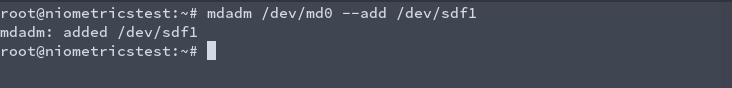 root@niometricstest:~# mdadm /dev/md0 --add /dev/sdf1
mdadm: added /dev/sdf1
root@niometricstest:~#